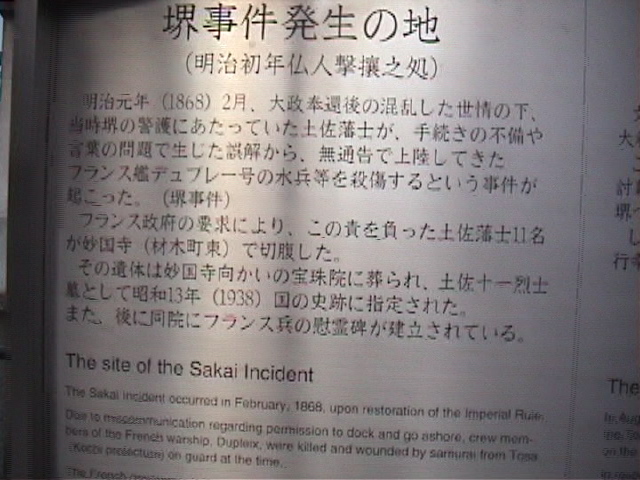 堺事件発生の地
(明治初年仏人撃攘之処)
明治元年(1868)2月、大政奉還後の混乱した世情の下、
当時堺の警護にあたっていた土佐藩士が、手続きの不備や
言葉の問題で生じた誤解から、無通告で上陸してきた
フランス艦デュプレー号の水兵等を殺傷するという事件が
起こった。(堺事件)
フランス政府の要求により、この責を負った土佐藩士11名
が妙国寺(材木町東)で切腹した。
その遺体は妙国寺向かいの宝珠院に葬られ、土佐十一烈士
墓として昭和13年(1938)国の史跡に指定された。
また、後に同院にフランス兵の慰霊碑が建立されている。
The site of the Sakai Incident
The Sakai Incident occurred in February, 1868, upon restoration of the Imperial Rule.
Due to miscommunication regarding permission to dock and go ashore, crew mem-
bers of the French warship, Dupleix, were killed and wounded by samurai from Tosa
(Kochi prefecture) on guard at the time.
The French
大
討
堺
し
行
The
on the